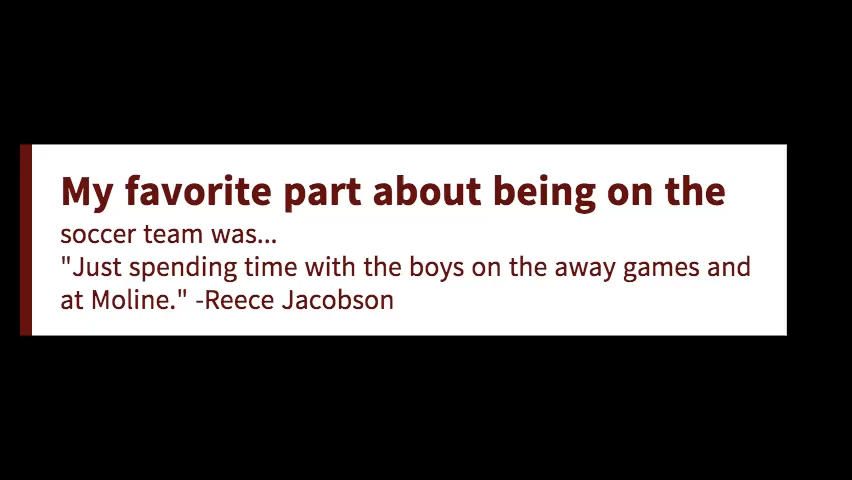 My favorite part about being on the
soccer team was...
"Just spending time with the boys on the away games and
at Moline." -Reece Jacobson